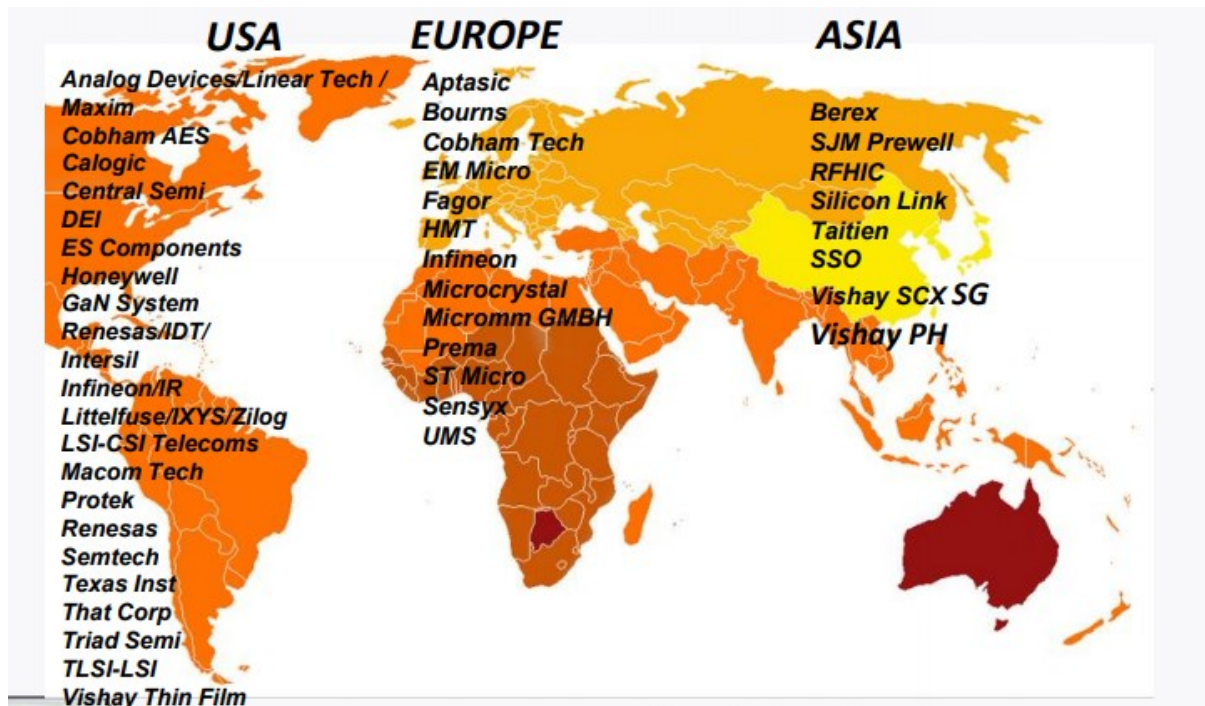 USA
Analog Devices/Linear Tech /
Maxim
Cobham AES
Calogic
Central Semi
DEI
ES Components
Honeywell
GaN System
Renesas/IDT/
Intersil
Infineon/IR
Littelfuse/IXYS/Zilog
LSI-CSI Telecoms
Macom Tech
Protek
Renesas
Semtech
Texas Inst
That Corp
Triad Semi
TLSI-LSI
Vishay Thin Film
EUROPE
Aptasic
Bourns
Cobham Tech
EM Micro
Fagor
HMT
Infineon
Microcrystal
Micromm GMBH
Prema
ST Micro
Sensyx
UMS
ASIA
Berex
SJM Prewell
RFHIC
Silicon Link
Taitien
SSO
Vishay SCX SG
Vishay PH